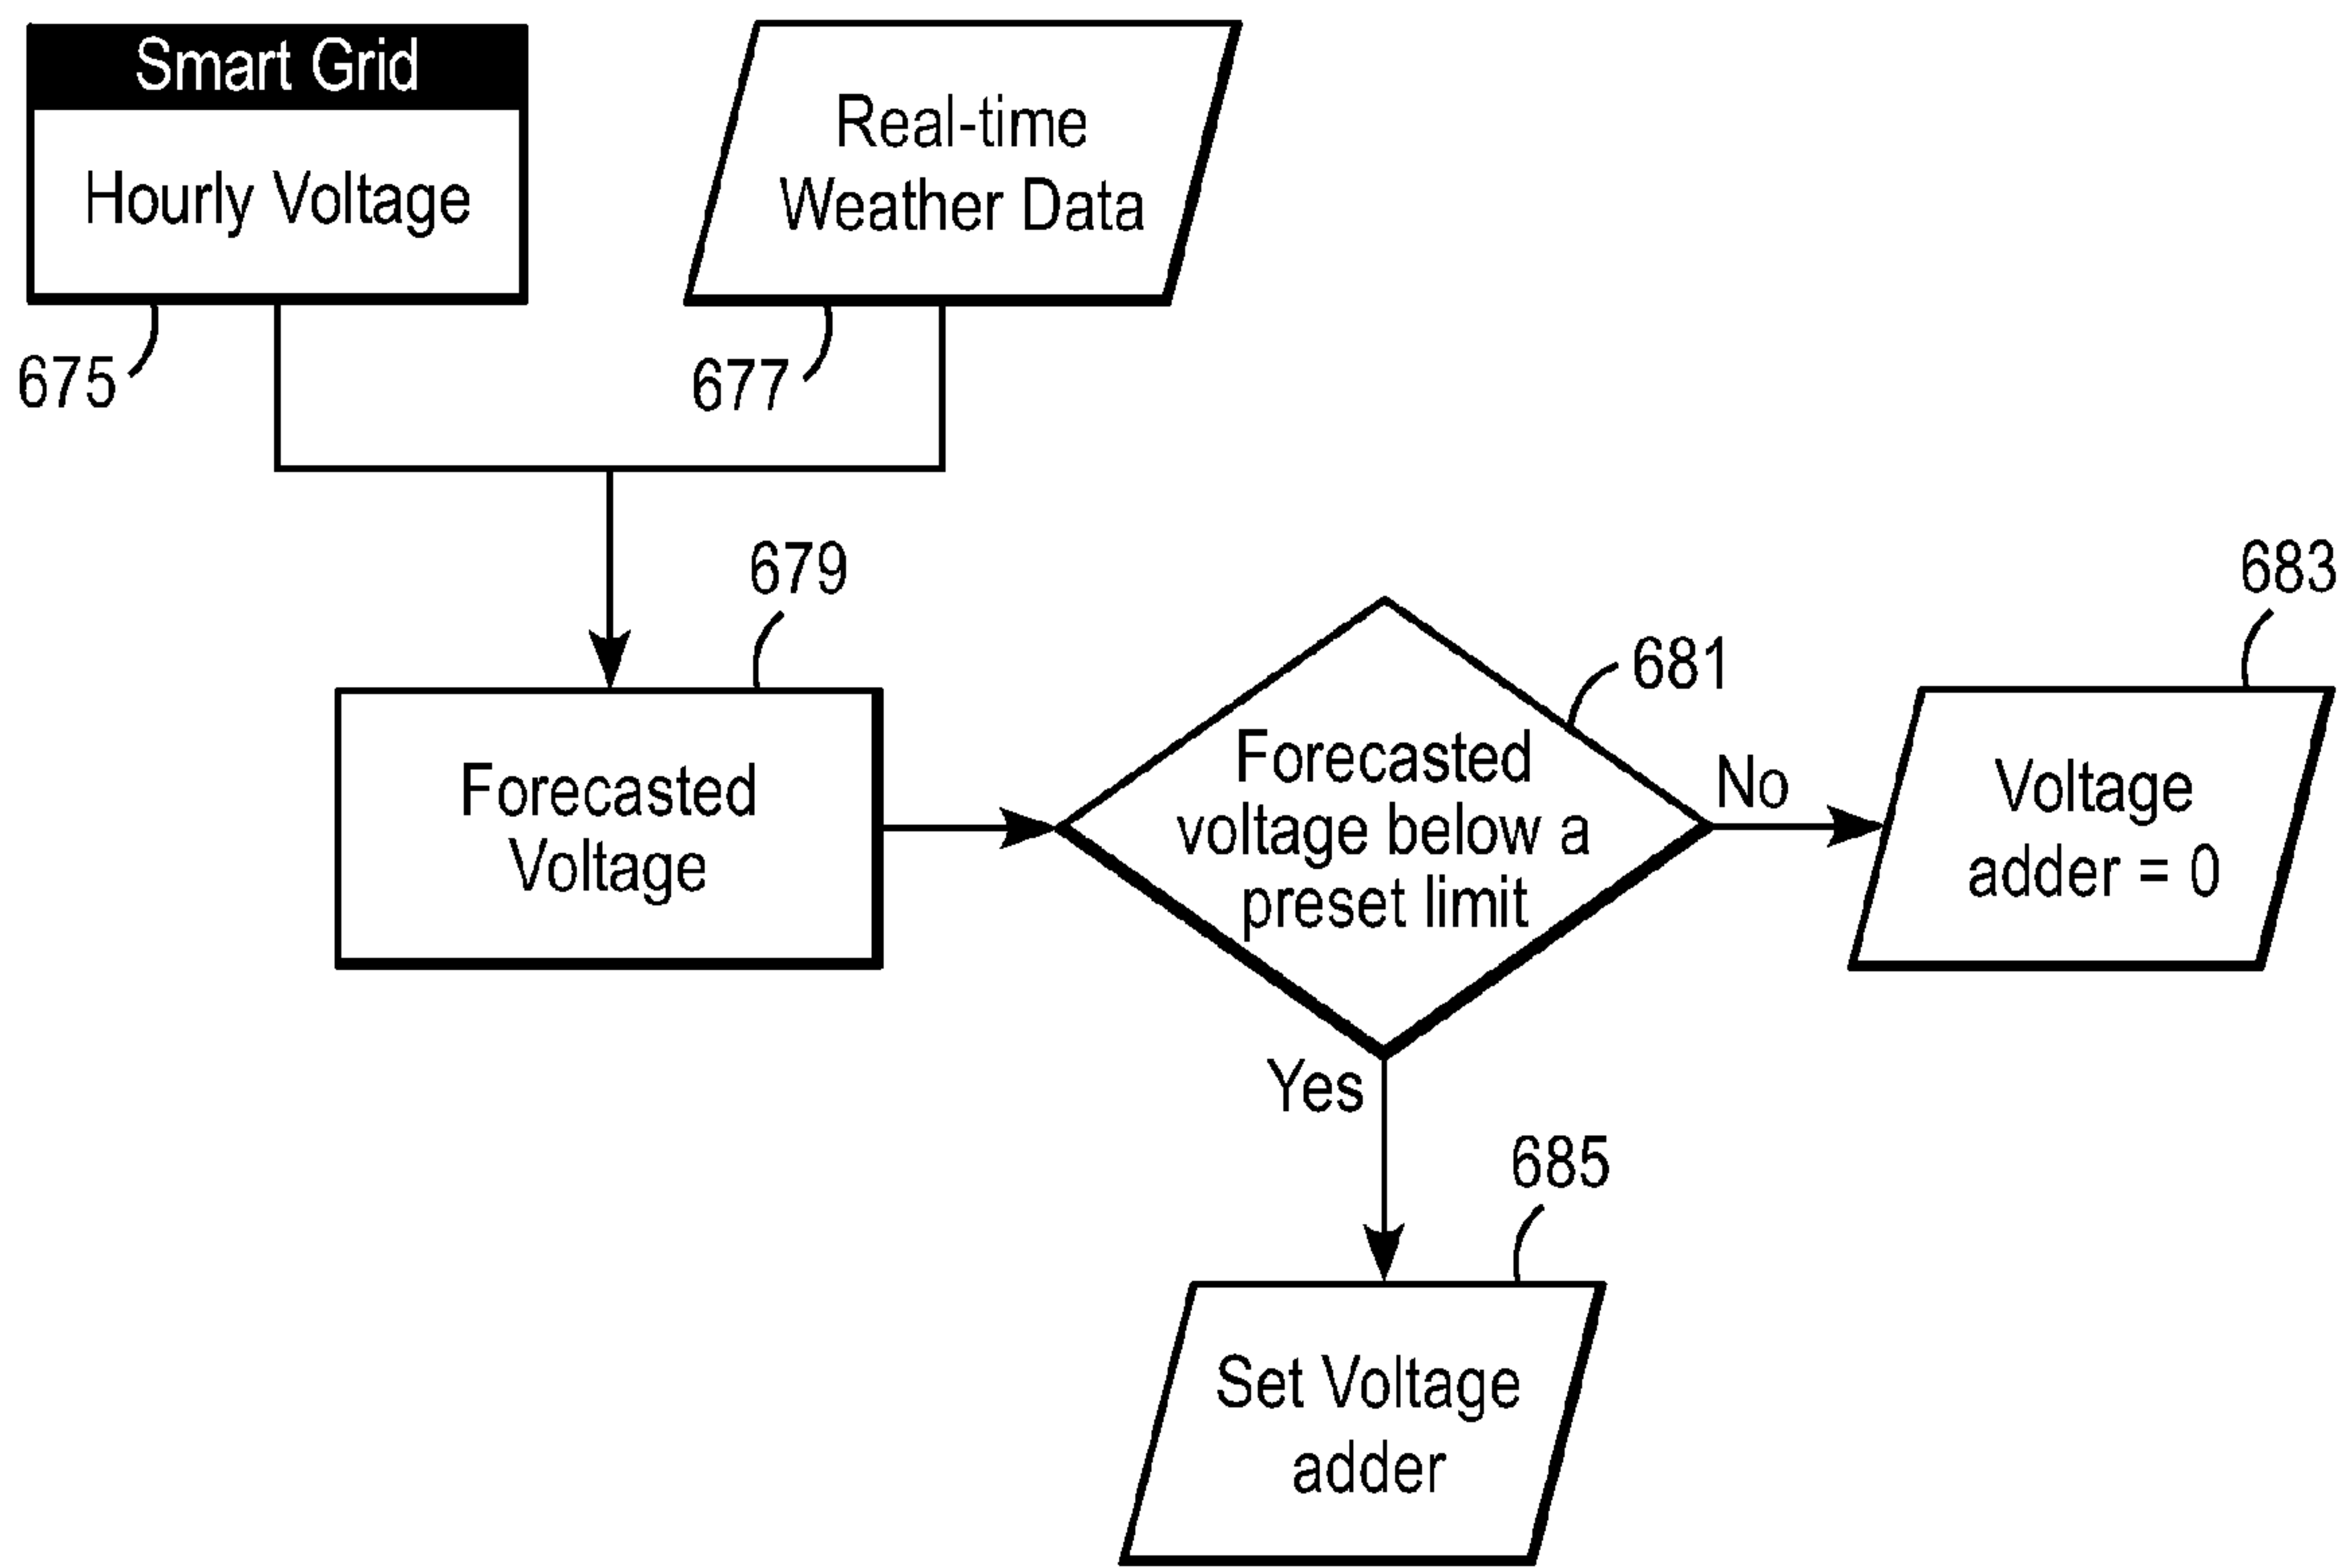 Smart Grid
Hourly Voltage
675
Real-time
Weather Data
677
679
Forecasted
Voltage
681
Forecasted
voltage below a
preset limit
No
683
Voltage
adder = 0
Yes
685
Set Voltage
adder